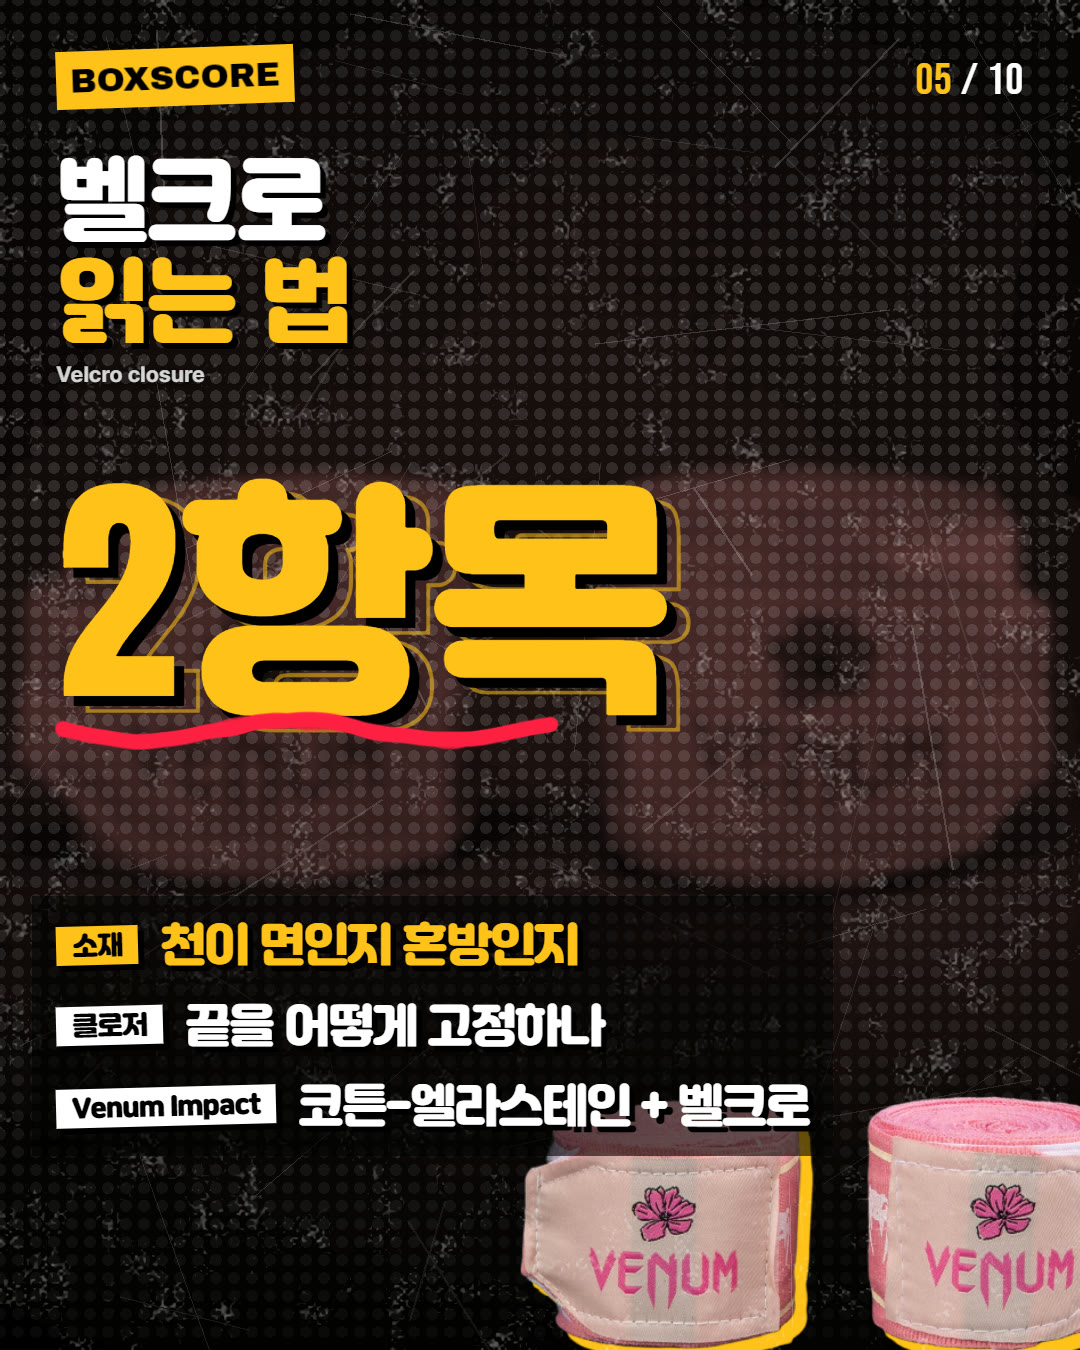 BOXSCORE
05 / 10
벨크로
읽는 법
Velcro closure
2항목
소재 천이 면인지 혼방인지
클로저 끝을 어떻게 고정하나
Venum Impact 코튼-엘라스테인 + 벨크로
VENUM
VENUM